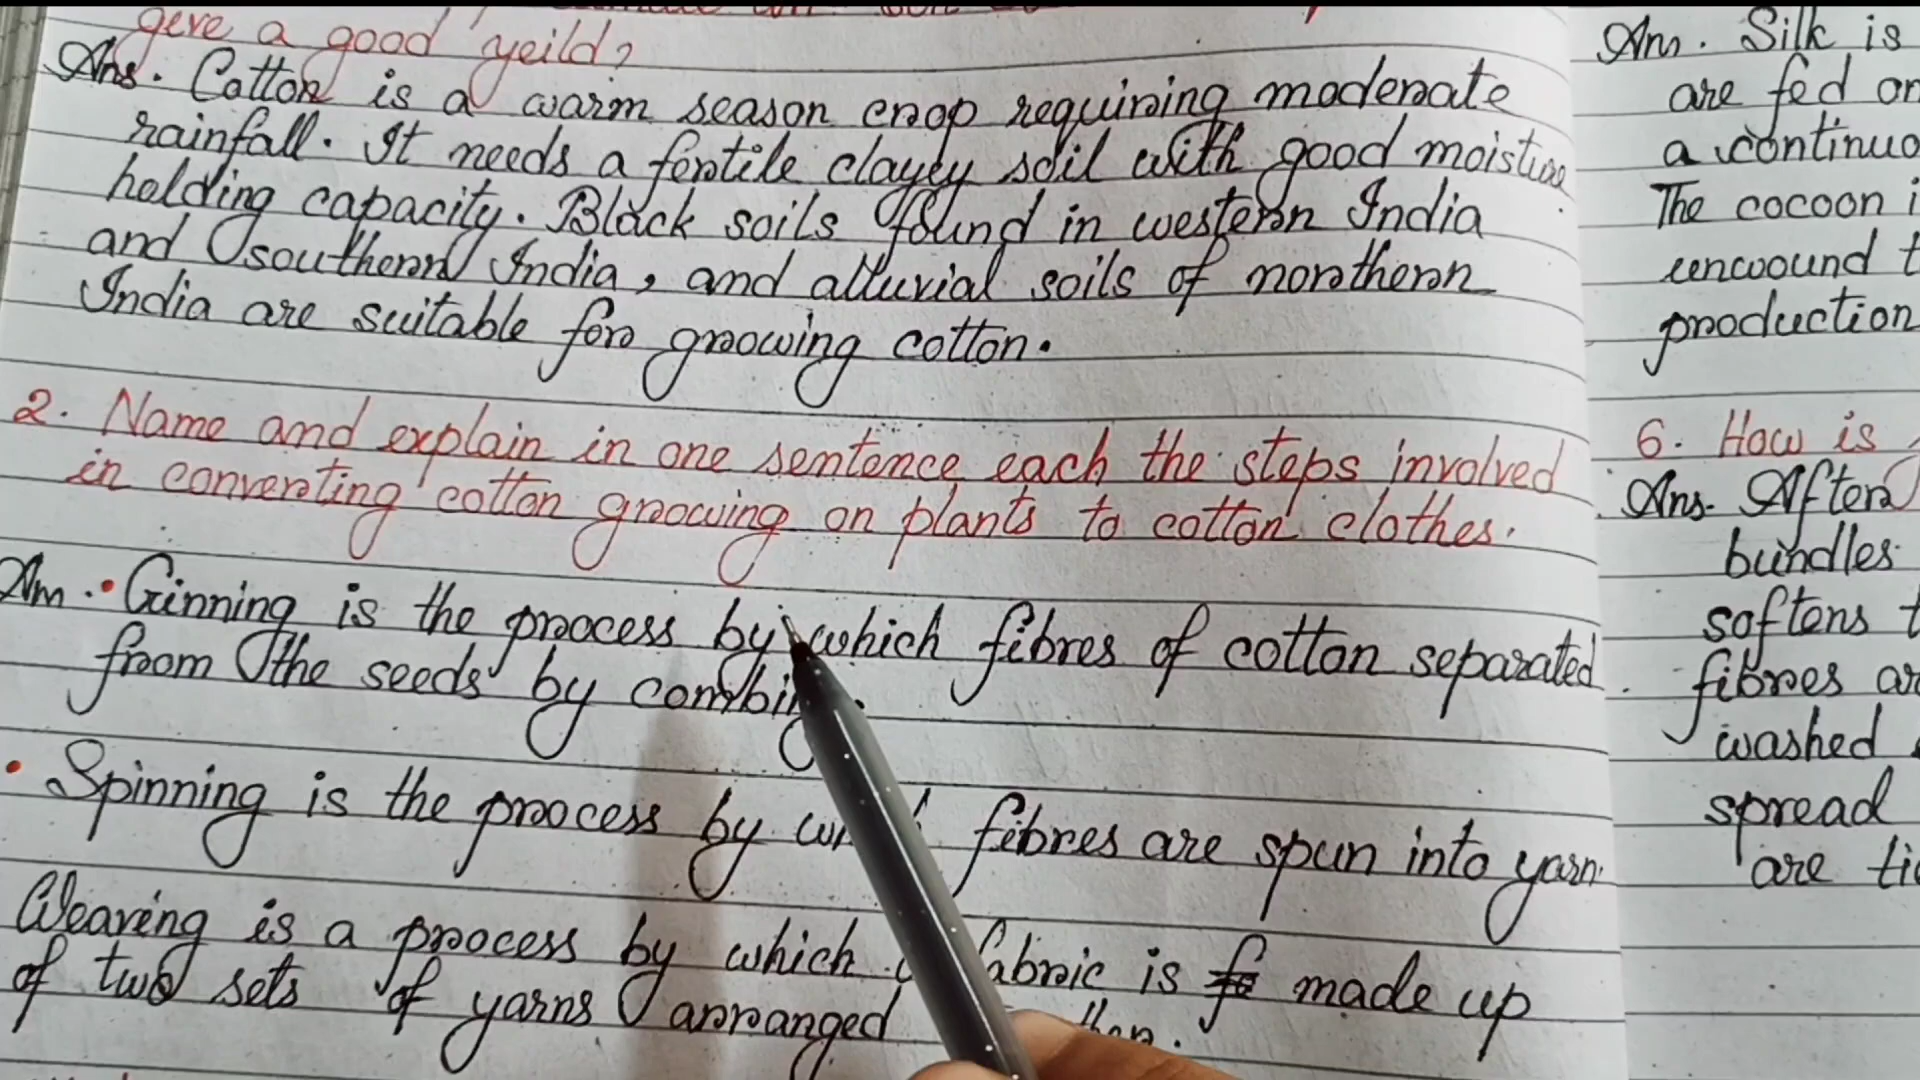 geve a good yeild?
Ans. Cotton is a warm season crop requiring moderate
rainfall. It needs a fertile clayey soil with good moisture
holding capacity. Black soils found in western India
and southern India, and alluvial soils of northern
India are suitable for growing cotton.
2. Name and explain in one sentence each the steps involved
in converting cotton growing on plants to cotton clothes.
Ans. • Ginning is the process by which fibres of cotton separated
from the seeds by combing.
• Spinning is the process by fibres are spun into yarn.
Weaving is a process by which fabric is made up
of two sets of yarns arranged
Ans. Silk is
are fed on
a continuo
The cocoon i
unwound t
production
6. How is
Ans. After
bundles
softens t
fibres ar
washed
spread
are tie